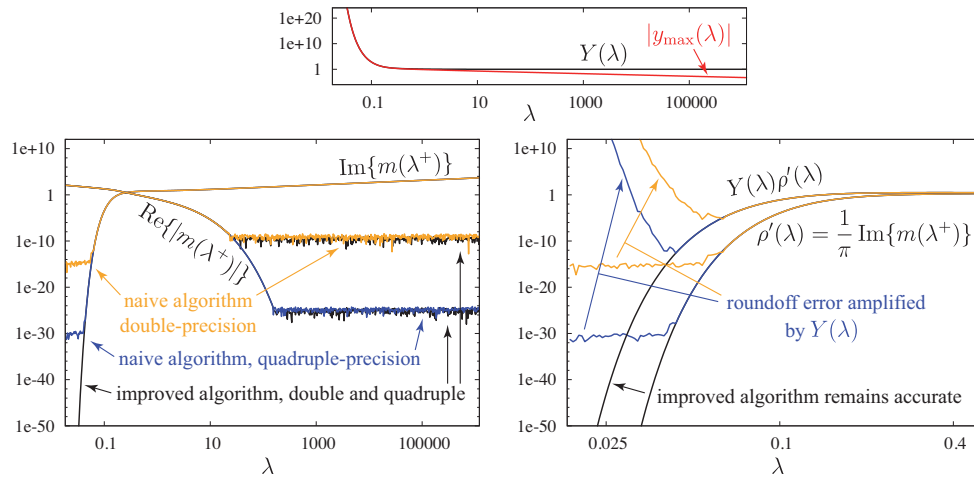 1e+20
1e+10
1
|y_max(λ)|
Y(λ)
0.1 10 1000 100000
λ
1e+10
1
1e-10
1e-20
1e-30
1e-40
1e-50
Im{m(λ⁺)}
Re{|m(λ⁺)|}
naive algorithm
double-precision
naive algorithm, quadruple-precision
improved algorithm, double and quadruple
0.1 10 1000 100000
λ
1e+10
1
1e-10
1e-20
1e-30
1e-40
1e-50
Y(λ)ρ′(λ)
ρ′(λ) = 1/π Im{m(λ⁺)}
roundoff error amplified
by Y(λ)
improved algorithm remains accurate
0.025 0.1 0.4
λ